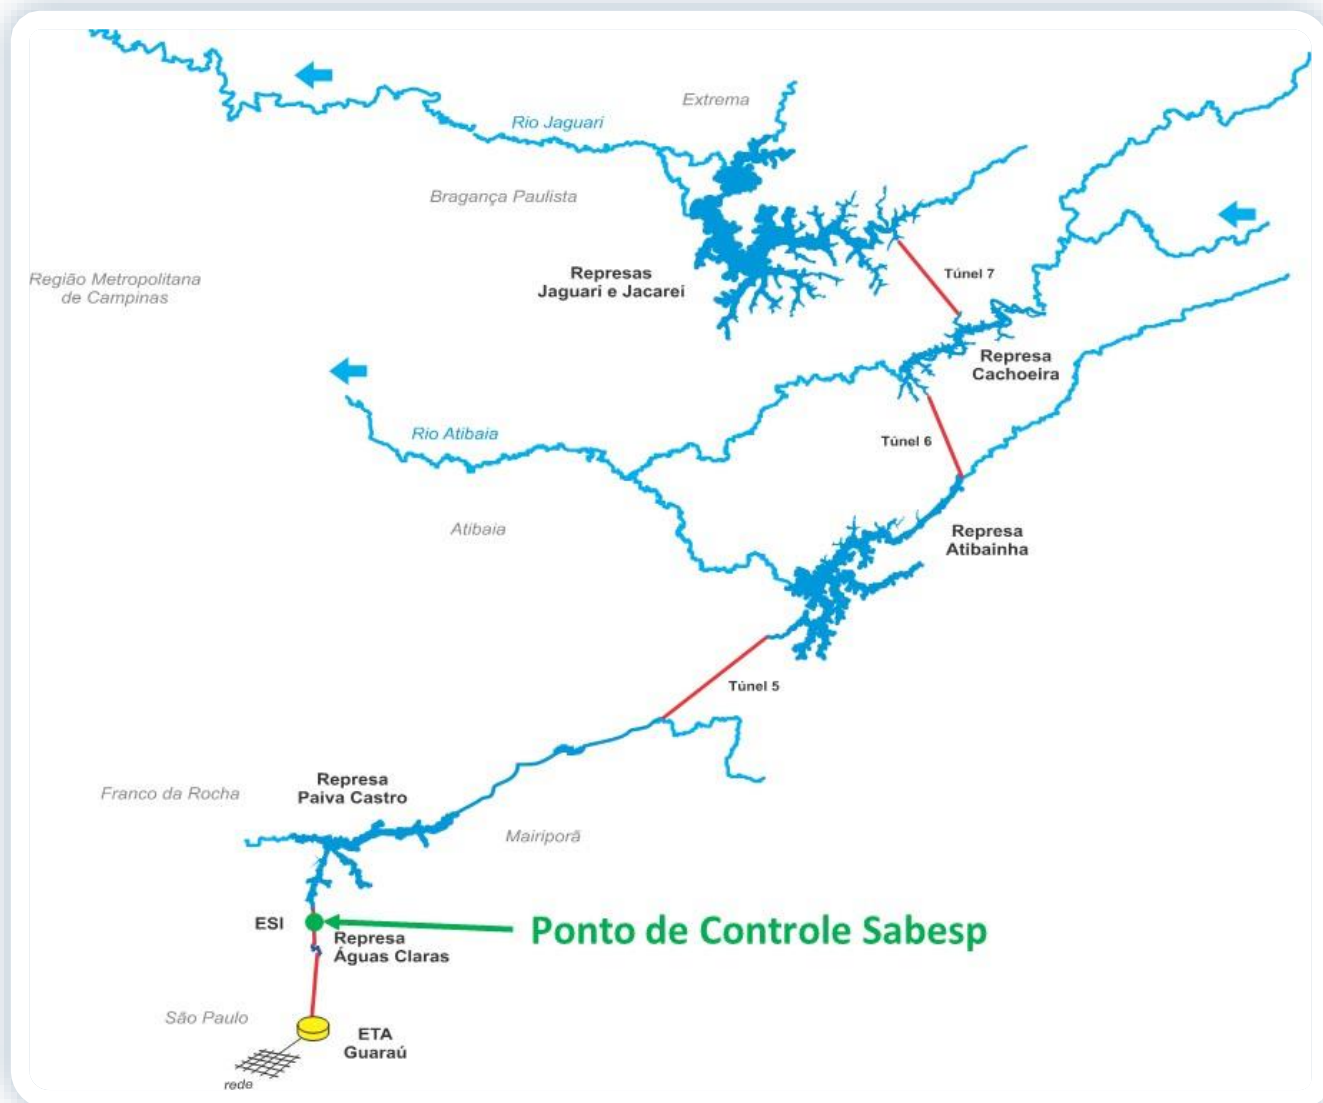 Extrema
Rio Jaguari
Bragança Paulista
Região Metropolitana
de Campinas
Represas
Jaguari e Jacarei
Túnel 7
Represa
Cachoeira
Rio Atibaia
Túnel 6
Atibaia
Represa
Atibainha
Túnel 5
Represa
Paiva Castro
Franco da Rocha
Mairiporã
ESI
Ponto de Controle Sabesp
Represa
Águas Claras
São Paulo
ETA
Guaraú
rede